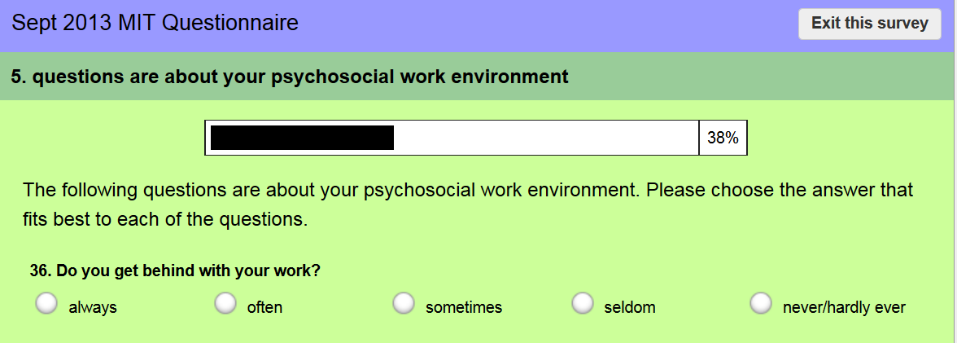 Sept 2013 MIT Questionnaire
Exit this survey
5. questions are about your psychosocial work environment
38%
The following questions are about your psychosocial work environment. Please choose the answer that
fits best to each of the questions.
36. Do you get behind with your work?
always often sometimes seldom never/hardly ever